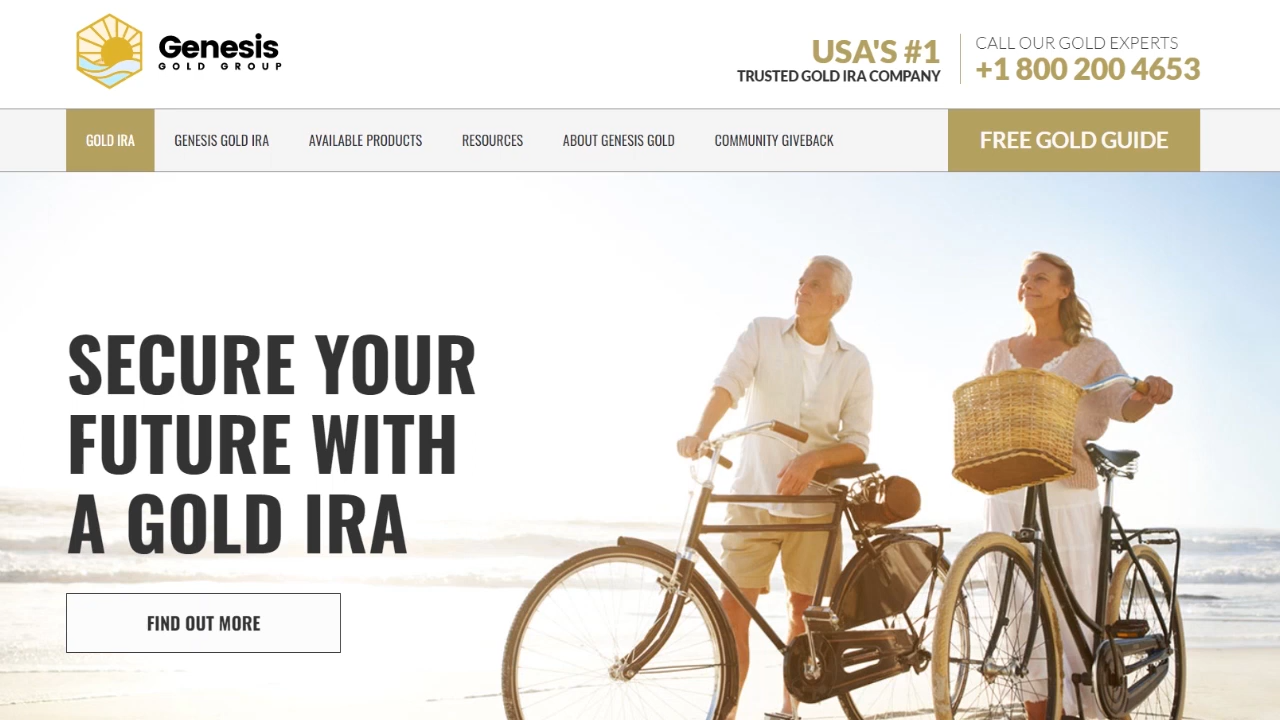 Genesis
GOLD GROUP
USA'S #1
TRUSTED GOLD IRA COMPANY
CALL OUR GOLD EXPERTS
+1 800 200 4653
GOLD IRA
GENESIS GOLD IRA
AVAILABLE PRODUCTS
RESOURCES
ABOUT GENESIS GOLD
COMMUNITY GIVEBACK
FREE GOLD GUIDE
SECURE YOUR
FUTURE WITH
A GOLD IRA
FIND OUT MORE